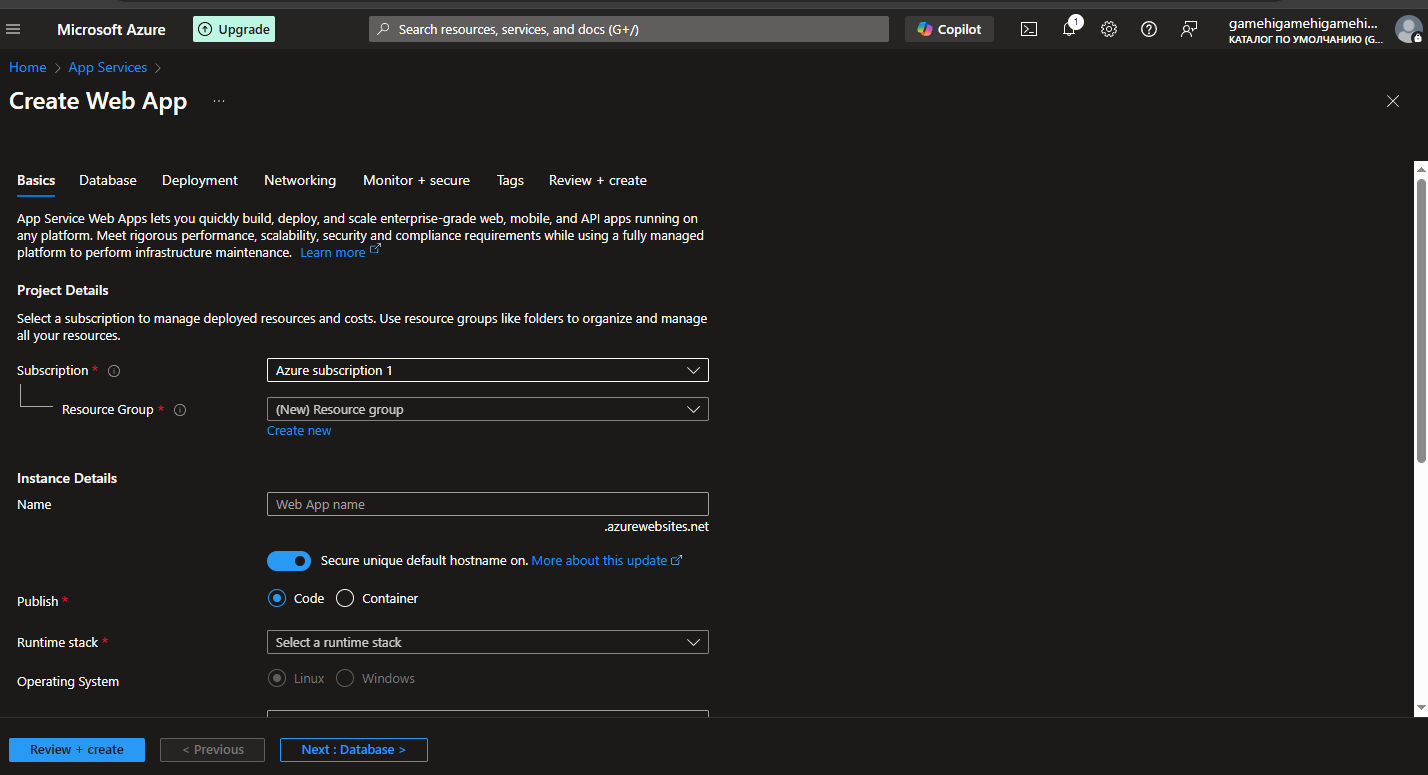 Microsoft Azure
Upgrade
Search resources, services, and docs (G+/)
Copilot
1
gamehigamehigamehi...
КАТАЛОГ ПО УМОЛЧАНИЮ (G...
Home > App Services >
Create Web App ...
Basics Database Deployment Networking Monitor + secure Tags Review + create
App Service Web Apps lets you quickly build, deploy, and scale enterprise-grade web, mobile, and API apps running on
any platform. Meet rigorous performance, scalability, security and compliance requirements while using a fully managed
platform to perform infrastructure maintenance. Learn more
Project Details
Select a subscription to manage deployed resources and costs. Use resource groups like folders to organize and manage
all your resources.
Subscription * Azure subscription 1
Resource Group * (New) Resource group
Create new
Instance Details
Name Web App name
.azurewebsites.net
Secure unique default hostname on. More about this update
Publish * Code Container
Runtime stack * Select a runtime stack
Operating System Linux Windows
Review + create < Previous Next : Database >